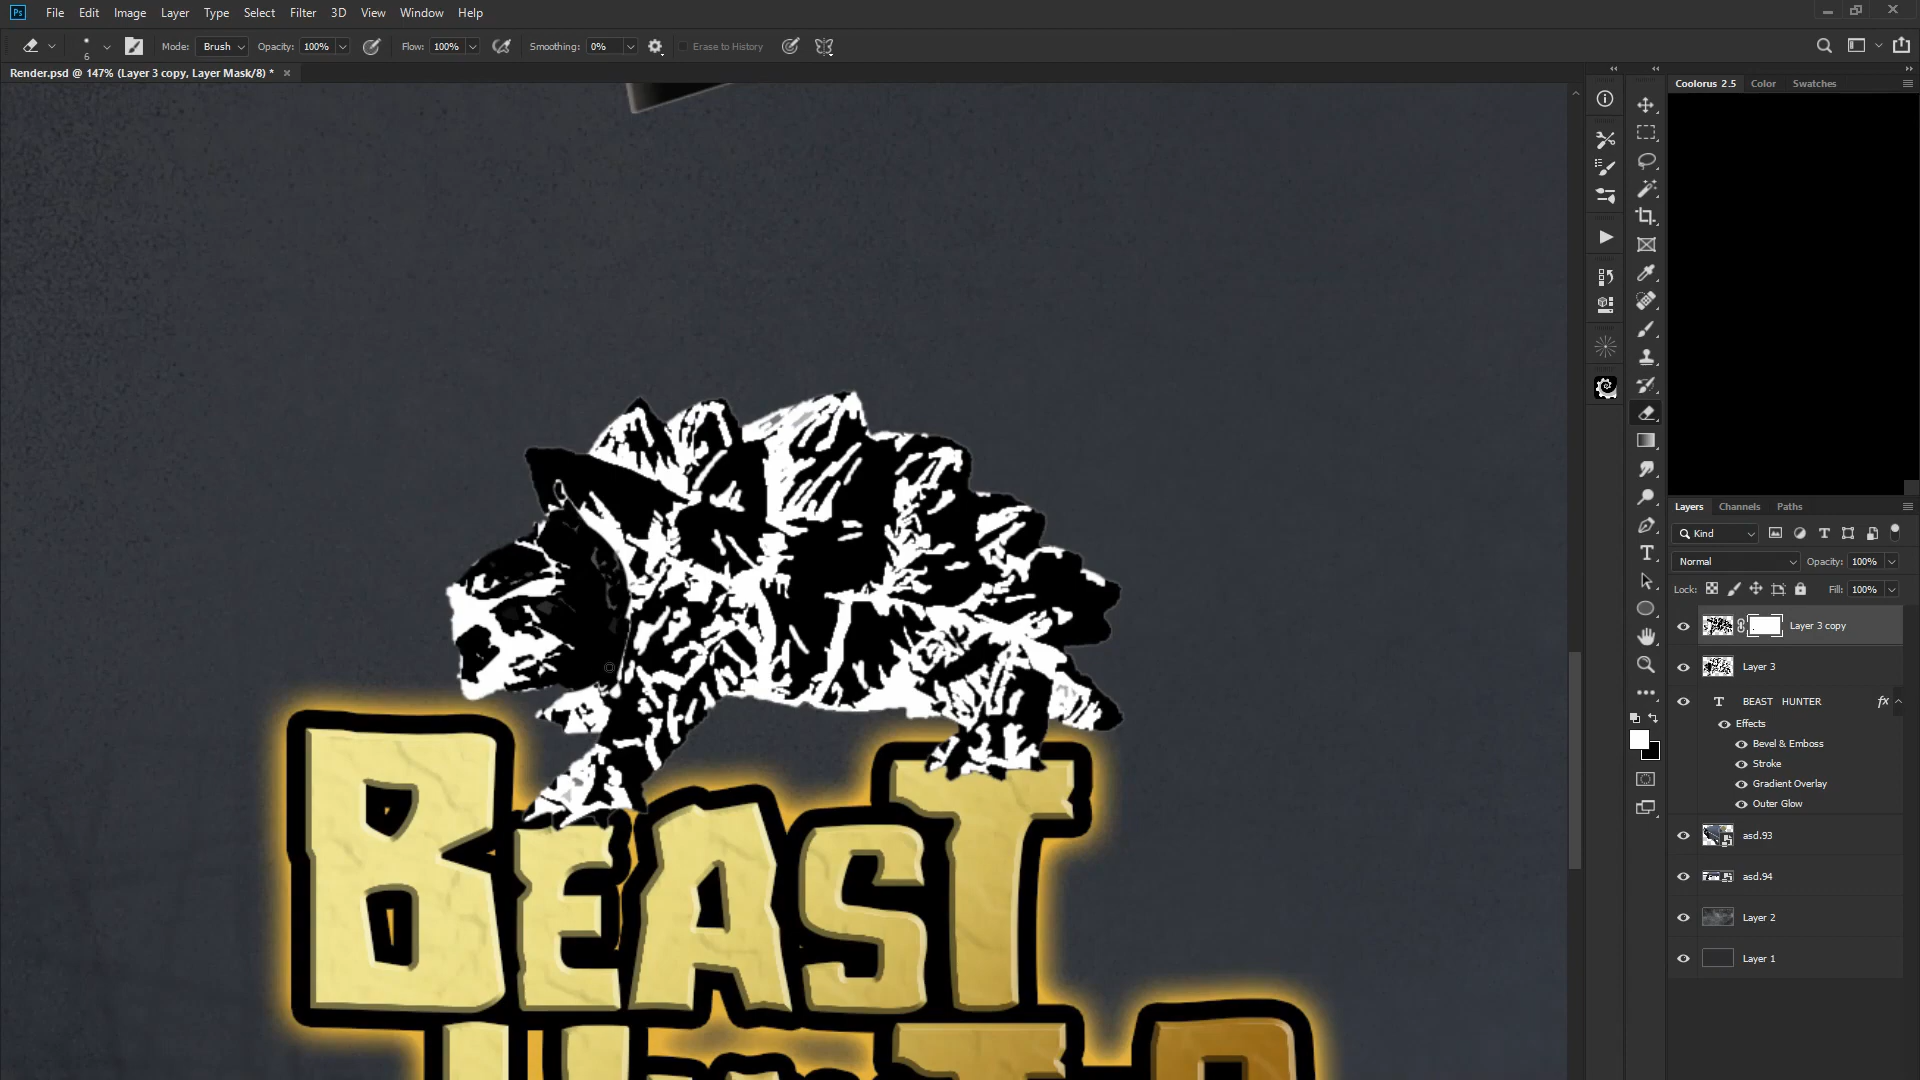 Ps File Edit Image Layer Type Select Filter 3D View Window Help
6 Mode: Brush Opacity: 100% Flow: 100% Smoothing: 0% Erase to History
Render.psd @ 147% (Layer 3 copy, Layer Mask/8) *
Coolorus 2.5 Color Swatches
Layers Channels Paths
Kind
Normal Opacity: 100%
Lock: Fill: 100%
Layer 3 copy
Layer 3
BEAST HUNTER fx
Effects
Bevel & Emboss
Stroke
Gradient Overlay
Outer Glow
asd.93
asd.94
Layer 2
Layer 1
BEAST